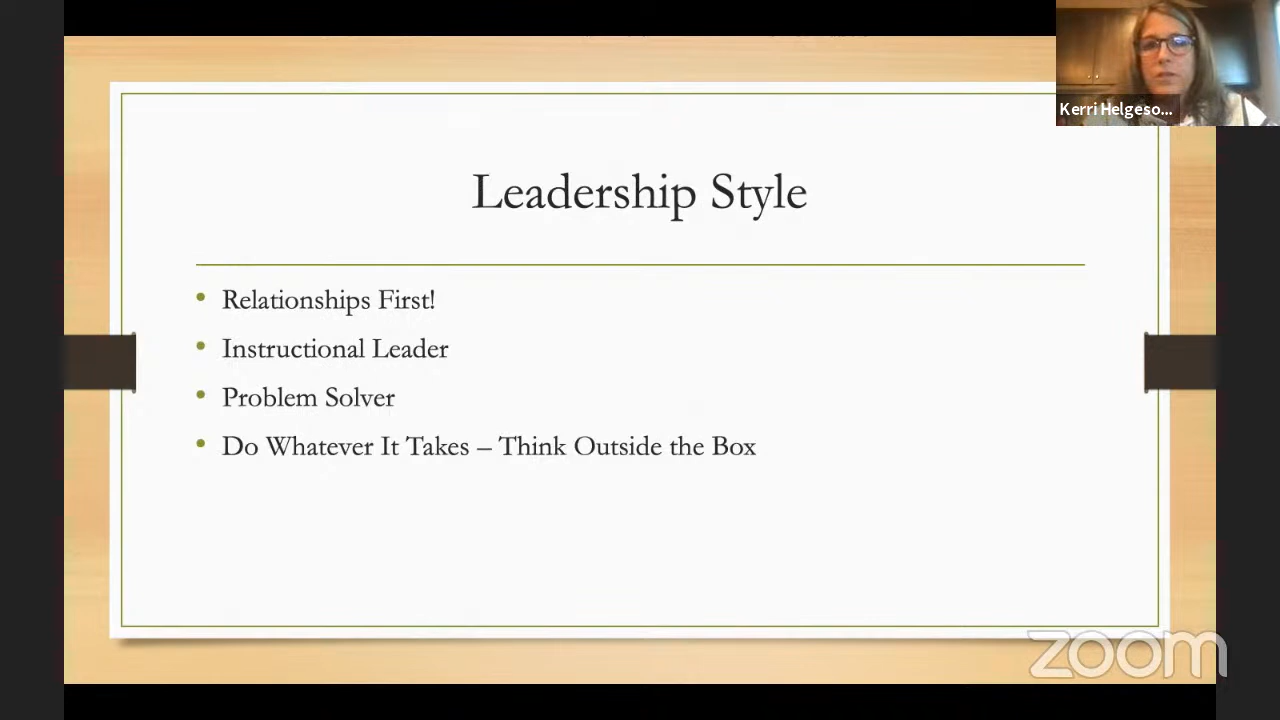 Kerri Helgeso...
Leadership Style
• Relationships First!
• Instructional Leader
• Problem Solver
• Do Whatever It Takes – Think Outside the Box
zoom